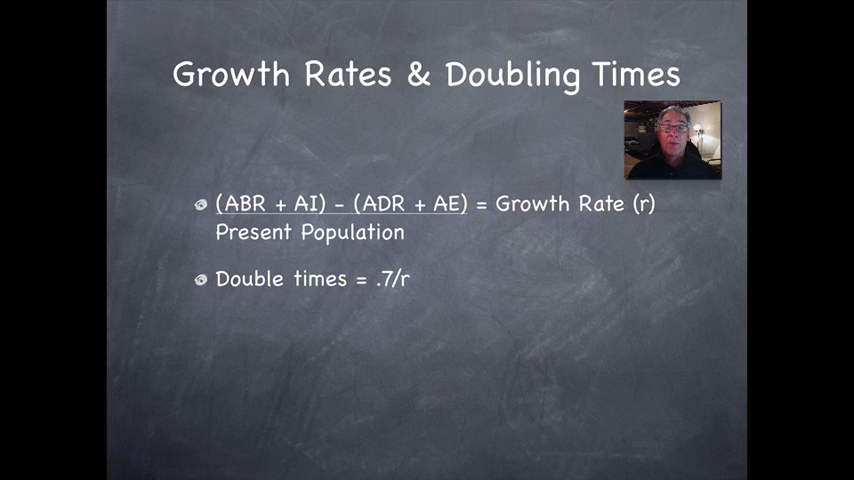 Growth Rates & Doubling Times
(ABR + AI) - (ADR + AE) = Growth Rate (r)
Present Population
Double times = .7/r